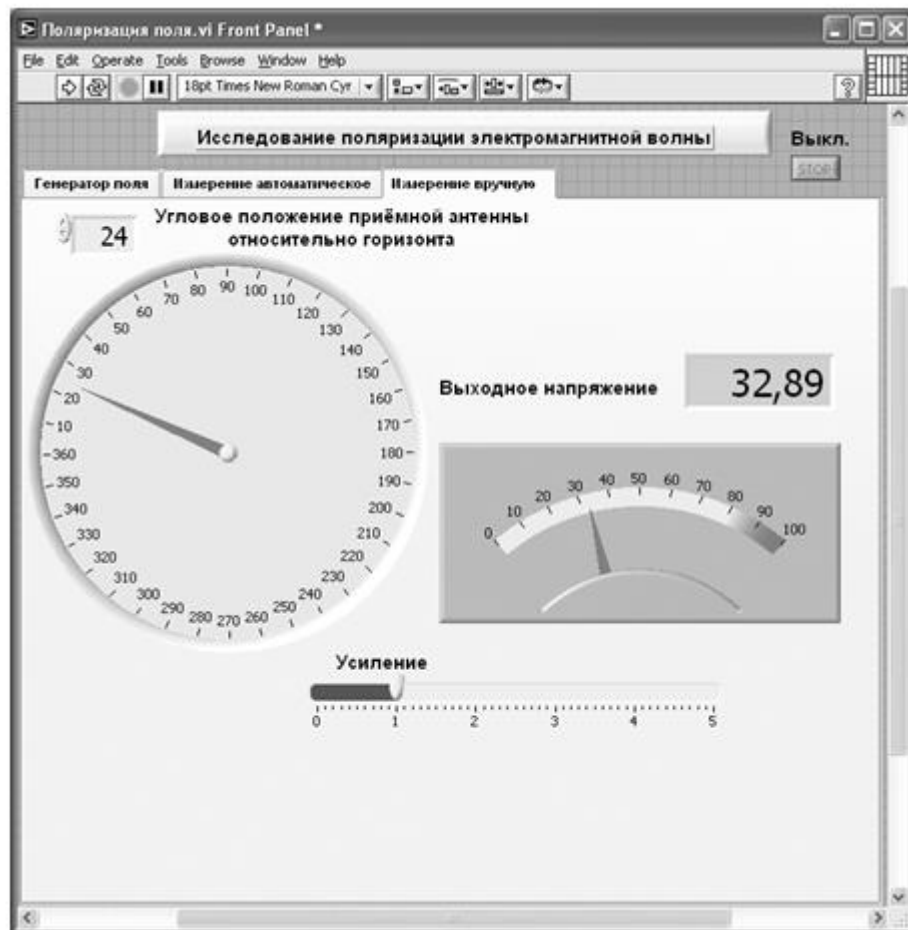 Поляризация поля.vi Front Panel *
File Edit Operate Tools Browse Window Help
18pt Times New Roman Cyr
?
Исследование поляризации электромагнитной волны
Выкл.
STOP
Генератор поля Измерение автоматическое Измерение вручную
24
Угловое положение приёмной антенны
относительно горизонта
10 20 30 40 50 60 70 80 90 100 110 120 130 140 150 160 170 180 190 200 210 220 230 240 250 260 270 280 290 300 310 320 330 340 350 360
Выходное напряжение
32,89
0 10 20 30 40 50 60 70 80 90 100
Усиление
0 1 2 3 4 5